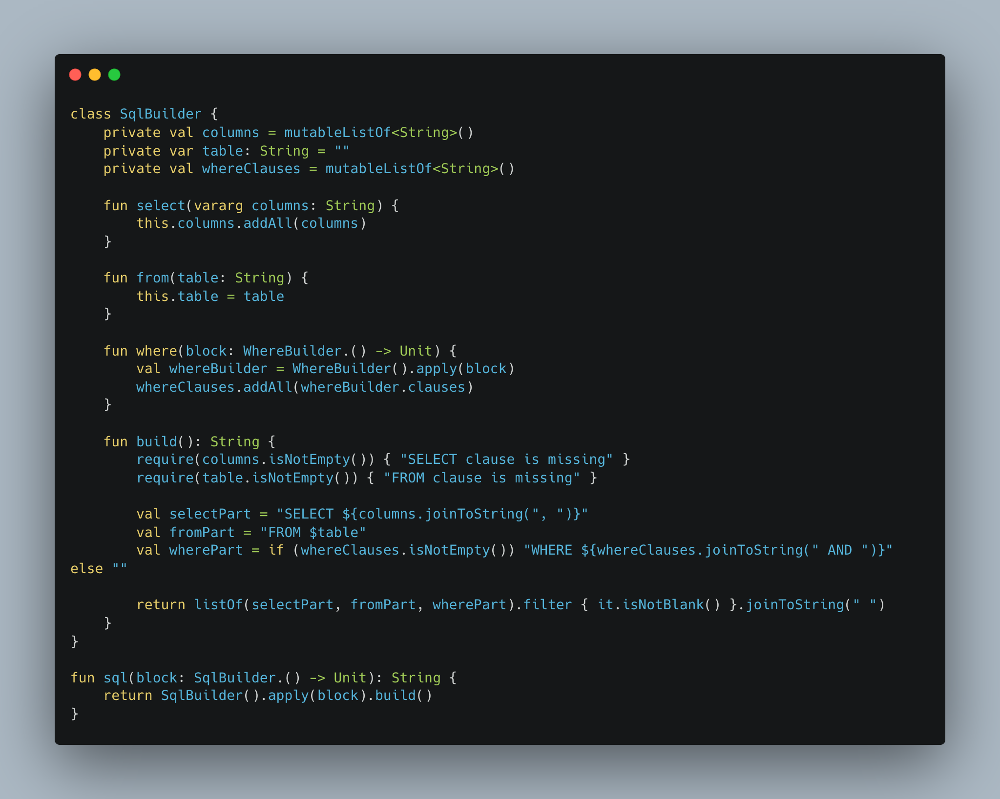 class SqlBuilder {
    private val columns = mutableListOf<String>()
    private var table: String = ""
    private val whereClauses = mutableListOf<String>()

    fun select(vararg columns: String) {
        this.columns.addAll(columns)
    }

    fun from(table: String) {
        this.table = table
    }

    fun where(block: WhereBuilder.() -> Unit) {
        val whereBuilder = WhereBuilder().apply(block)
        whereClauses.addAll(whereBuilder.clauses)
    }

    fun build(): String {
        require(columns.isNotEmpty()) { "SELECT clause is missing" }
        require(table.isNotEmpty()) { "FROM clause is missing" }

        val selectPart = "SELECT ${columns.joinToString(", ")}"
        val fromPart = "FROM $table"
        val wherePart = if (whereClauses.isNotEmpty()) "WHERE ${whereClauses.joinToString(" AND ")}"
else ""

        return listOf(selectPart, fromPart, wherePart).filter { it.isNotBlank() }.joinToString(" ")
    }
}

fun sql(block: SqlBuilder.() -> Unit): String {
    return SqlBuilder().apply(block).build()
}